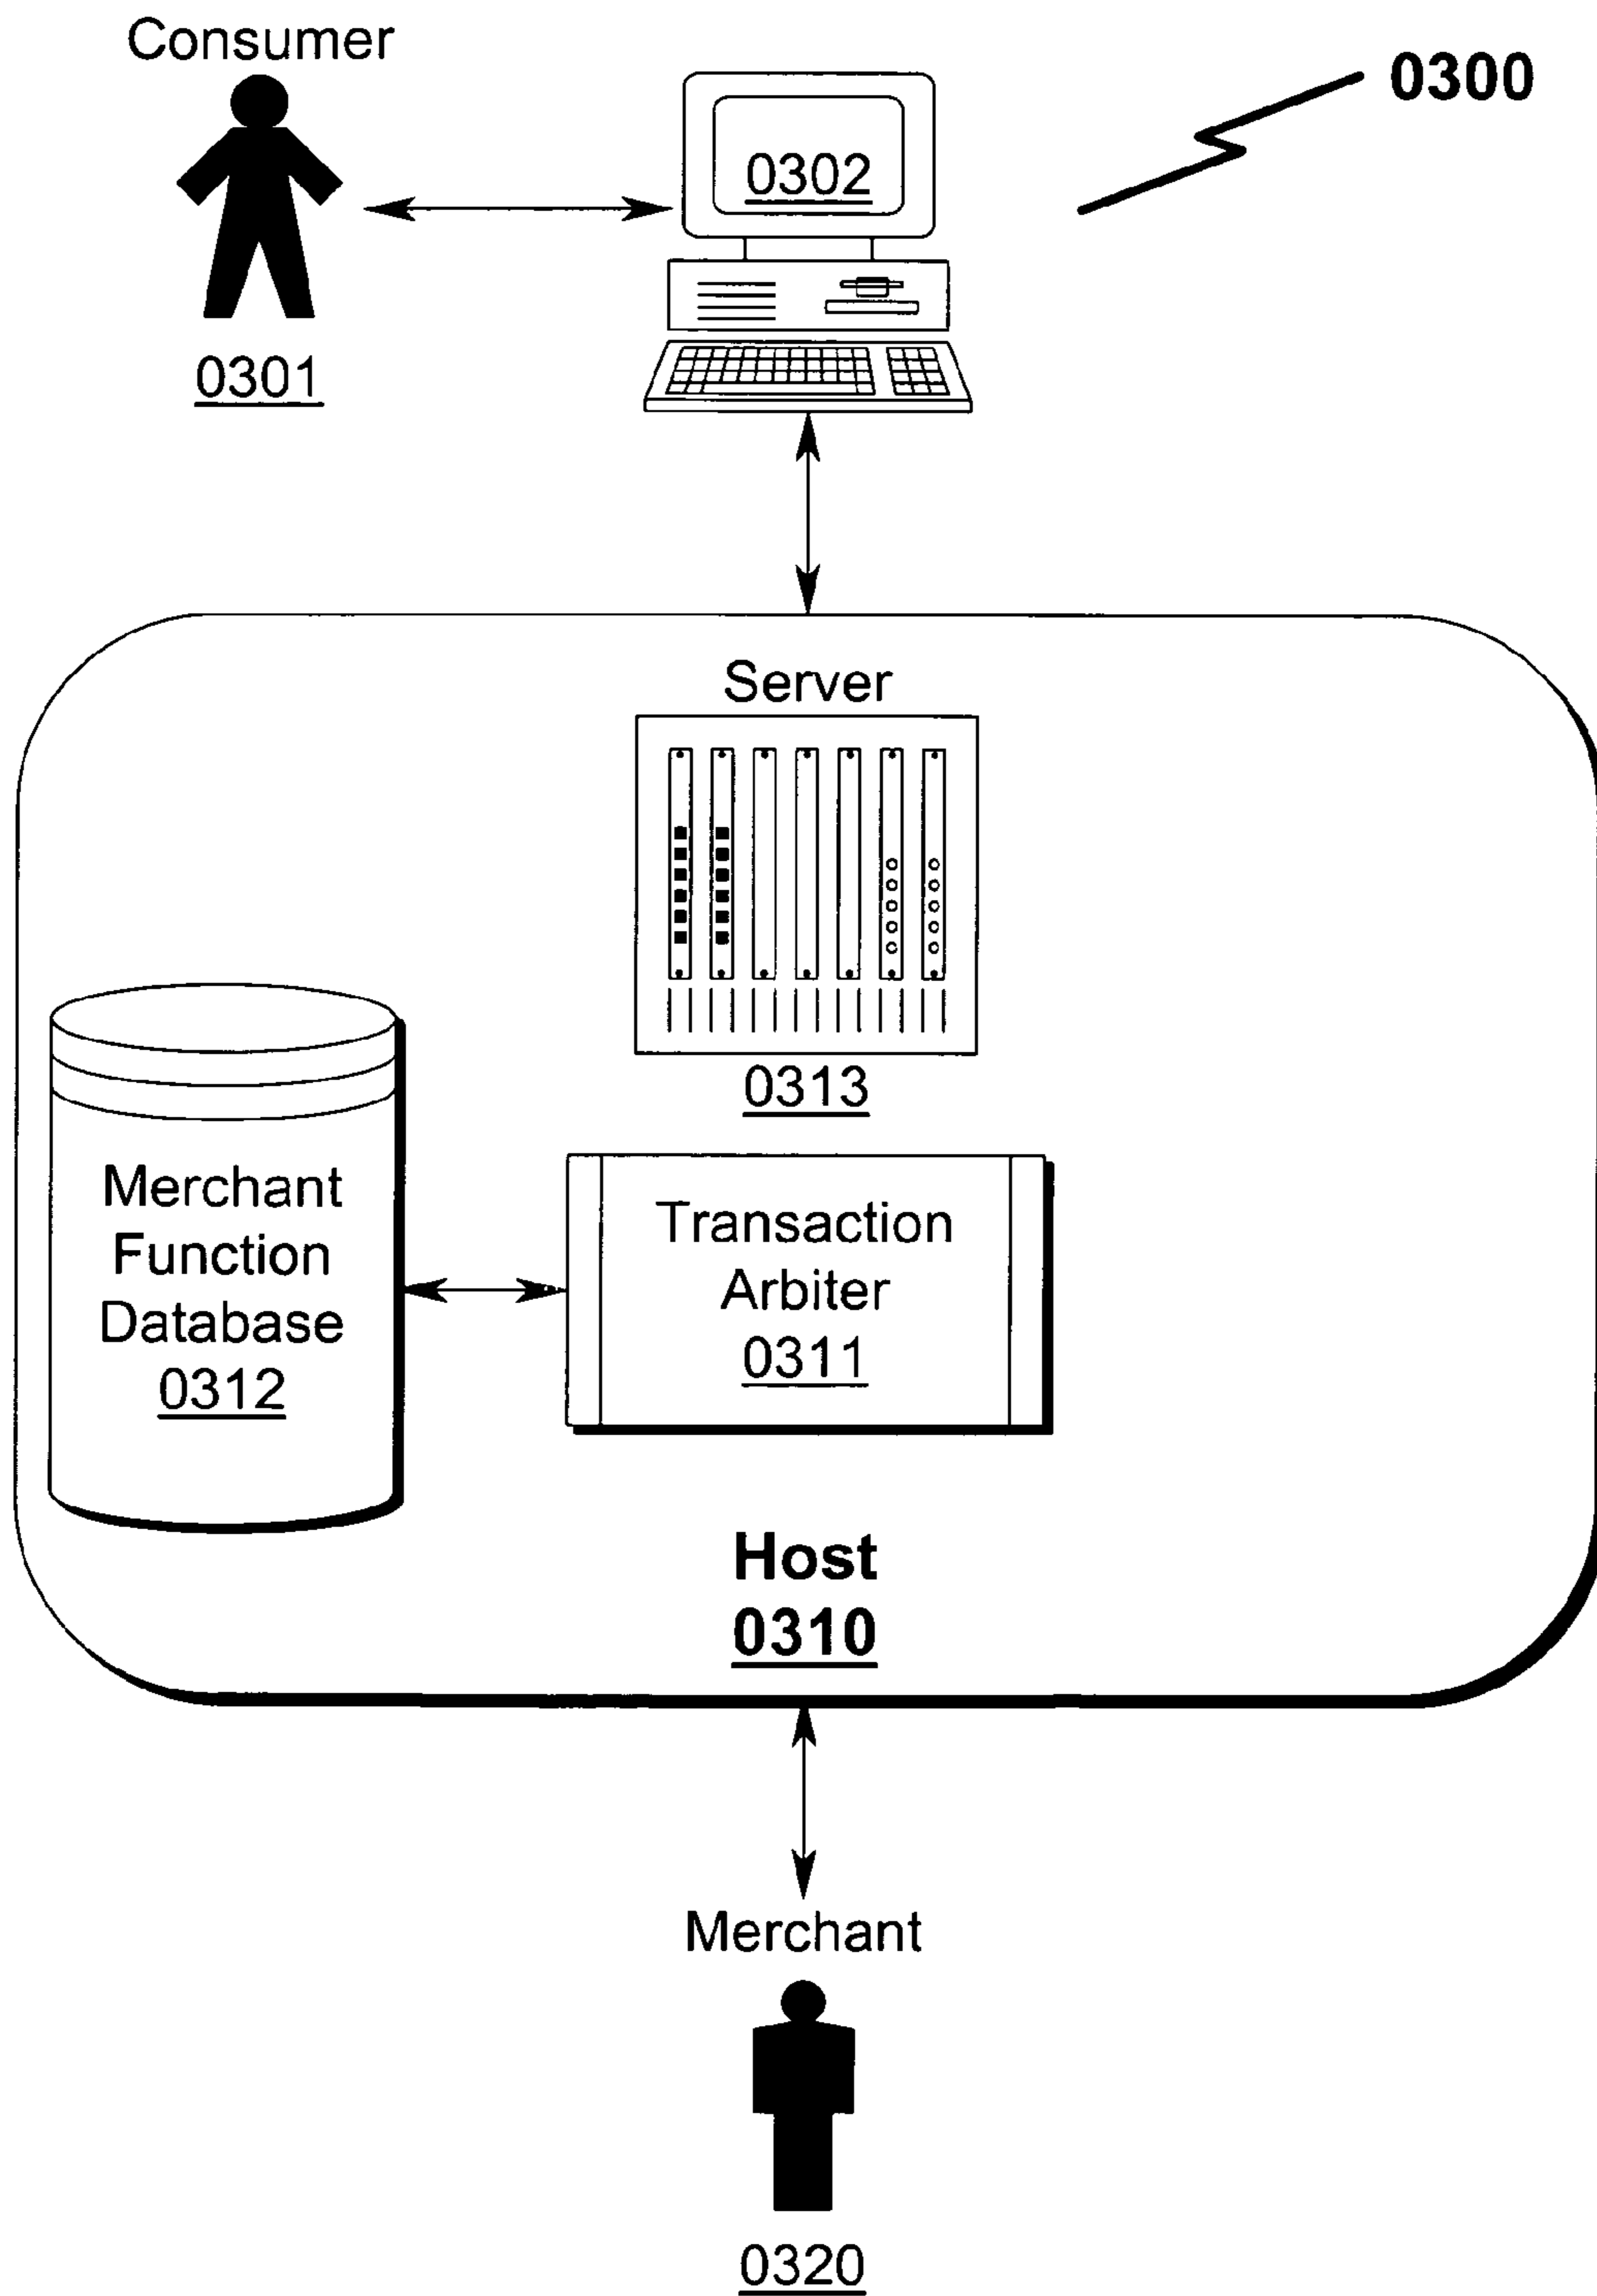 Consumer
0300
0302
0301
Server
0313
Merchant
Function
Database
0312
Transaction
Arbiter
0311
Host
0310
Merchant
0320